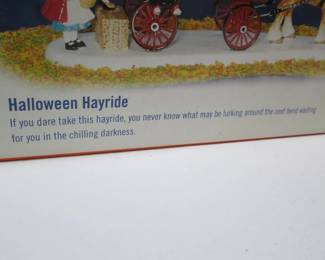 Halloween Hayride
If you dare take this hayride, you never know what may be lurking around the next bend waiting
for you in the chilling darkness.